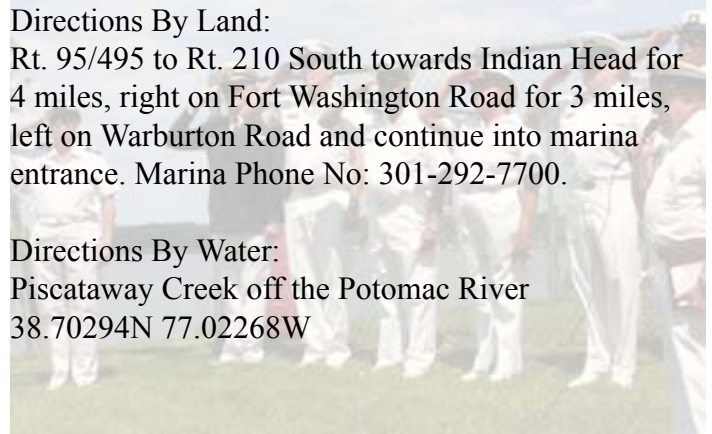 Directions By Land:
Rt. 95/495 to Rt. 210 South towards Indian Head for
4 miles, right on Fort Washington Road for 3 miles,
left on Warburton Road and continue into marina
entrance. Marina Phone No: 301-292-7700.
Directions By Water:
Piscataway Creek off the Potomac River
38.70294N 77.02268W